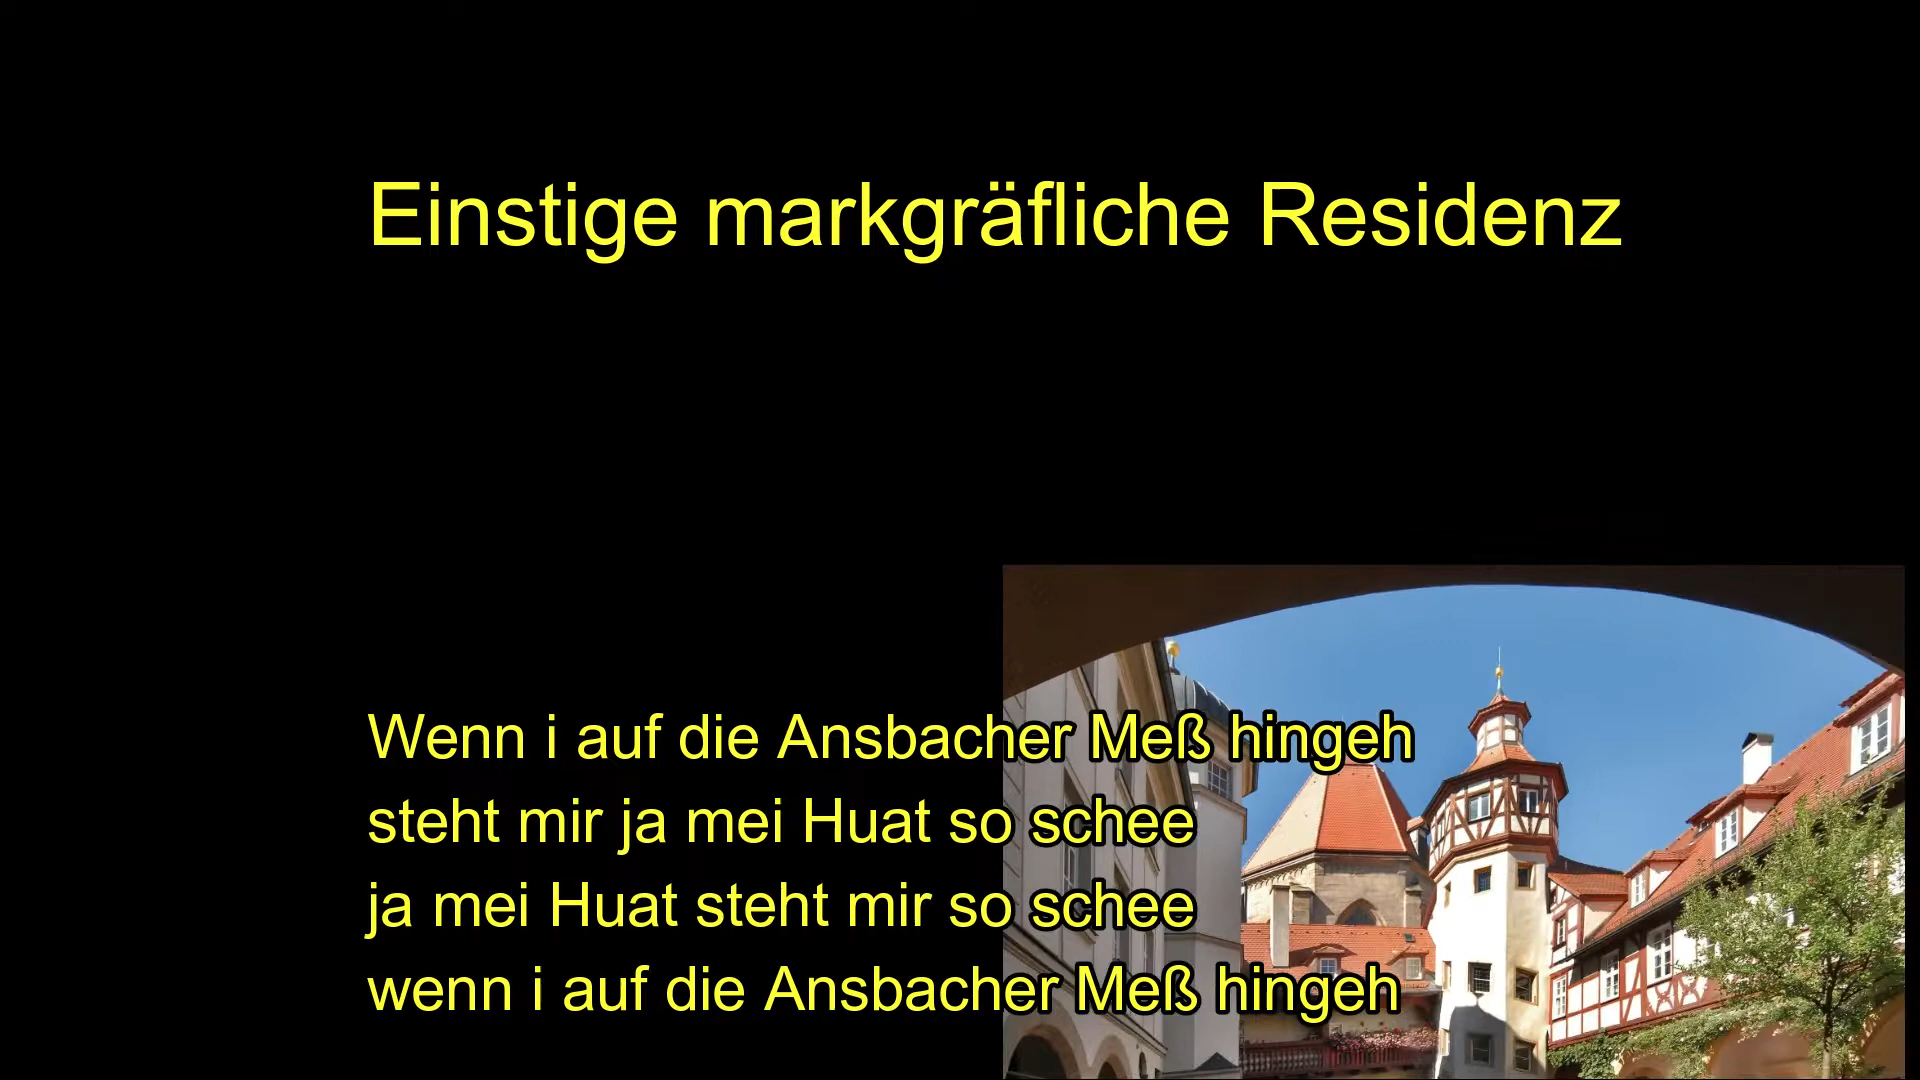 Einstige markgräfliche Residenz
Wenn i auf die Ansbacher Meß hingeh
steht mir ja mei Huat so schee
ja mei Huat steht mir so schee
wenn i auf die Ansbacher Meß hingeh